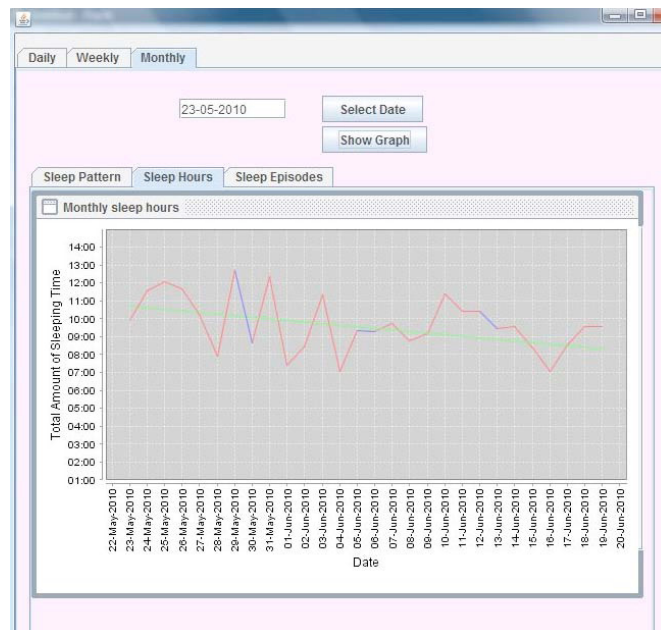 Daily Weekly Monthly
23-05-2010 Select Date
Show Graph
Sleep Pattern Sleep Hours Sleep Episodes
Monthly sleep hours
Total Amount of Sleeping Time
14:00
13:00
12:00
11:00
10:00
09:00
08:00
07:00
06:00
05:00
04:00
03:00
02:00
01:00
22-May-2010
23-May-2010
24-May-2010
25-May-2010
26-May-2010
27-May-2010
28-May-2010
29-May-2010
30-May-2010
31-May-2010
01-Jun-2010
02-Jun-2010
03-Jun-2010
04-Jun-2010
05-Jun-2010
06-Jun-2010
07-Jun-2010
08-Jun-2010
09-Jun-2010
10-Jun-2010
11-Jun-2010
12-Jun-2010
13-Jun-2010
14-Jun-2010
15-Jun-2010
16-Jun-2010
17-Jun-2010
18-Jun-2010
19-Jun-2010
20-Jun-2010
Date